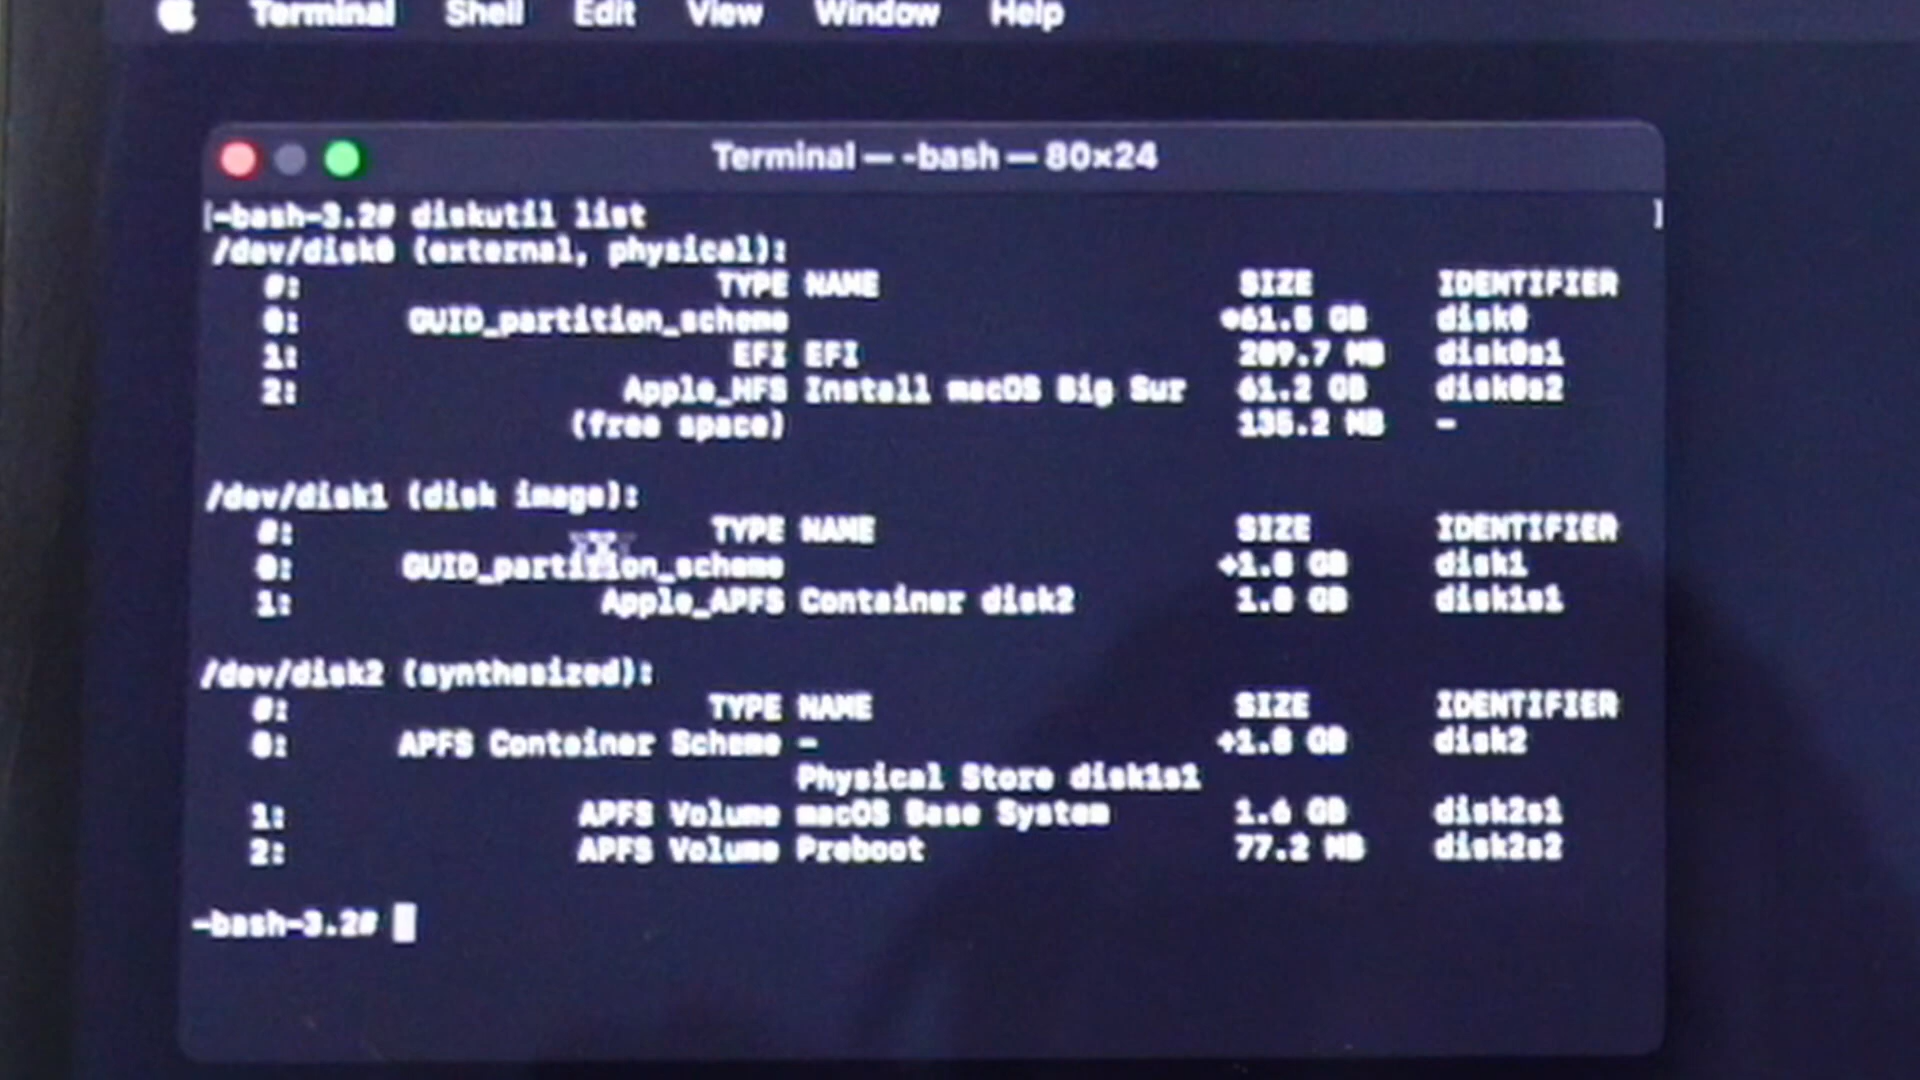 Terminal Shell Edit View Window Help
Terminal — -bash — 80×24
[-bash-3.2# diskutil list ]
/dev/disk0 (external, physical):
#: TYPE NAME SIZE IDENTIFIER
0: GUID_partition_scheme *61.5 GB disk0
1: EFI EFI 209.7 MB disk0s1
2: Apple_HFS Install macOS Big Sur 61.2 GB disk0s2
(free space) 135.2 MB -
/dev/disk1 (disk image):
#: TYPE NAME SIZE IDENTIFIER
0: GUID_partition_scheme +1.8 GB disk1
1: Apple_APFS Container disk2 1.8 GB disk1s1
/dev/disk2 (synthesized):
#: TYPE NAME SIZE IDENTIFIER
0: APFS Container Scheme - +1.8 GB disk2
Physical Store disk1s1
1: APFS Volume macOS Base System 1.6 GB disk2s1
2: APFS Volume Preboot 77.2 MB disk2s2
-bash-3.2#